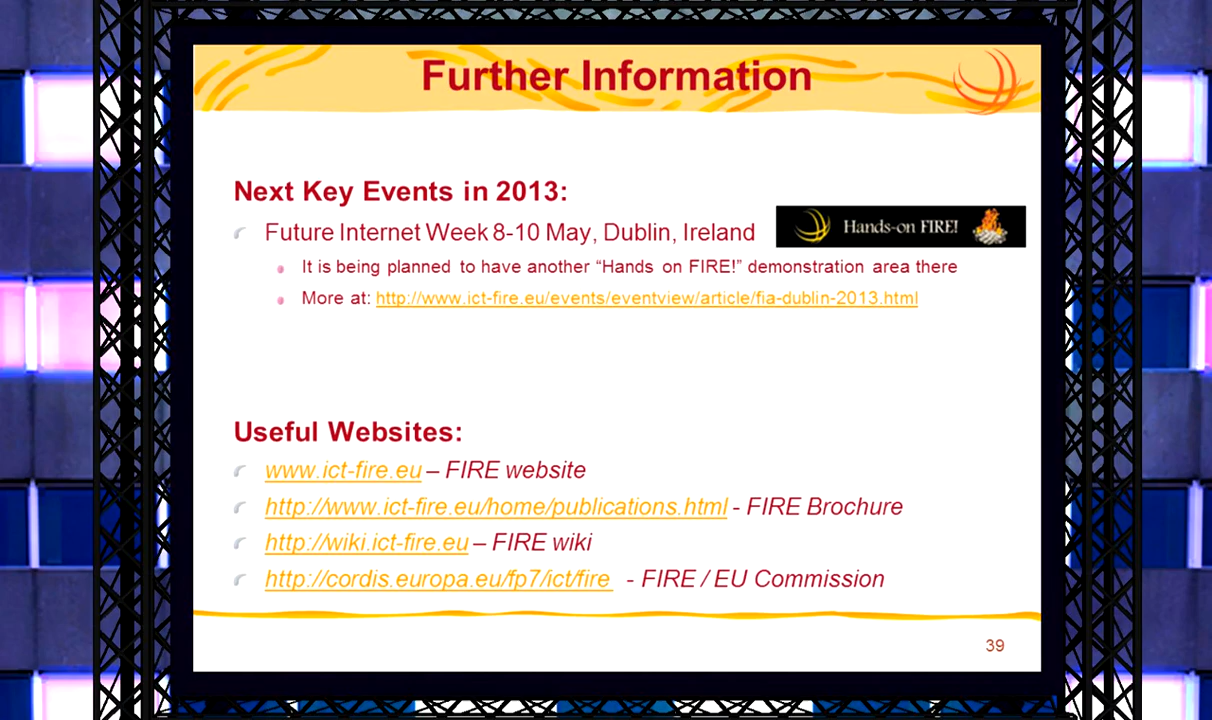 Further Information
Next Key Events in 2013:
Future Internet Week 8-10 May, Dublin, Ireland
Hands-on FIRE!
It is being planned to have another “Hands on FIRE!” demonstration area there
More at: http://www.ict-fire.eu/events/eventview/article/fia-dublin-2013.html
Useful Websites:
www.ict-fire.eu – FIRE website
http://www.ict-fire.eu/home/publications.html - FIRE Brochure
http://wiki.ict-fire.eu – FIRE wiki
http://cordis.europa.eu/fp7/ict/fire - FIRE / EU Commission
39